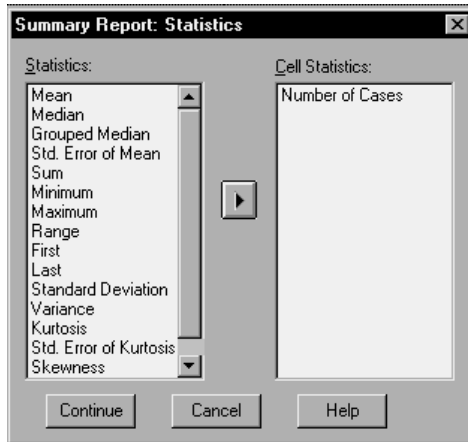 Summary Report: Statistics
Statistics:
Mean
Median
Grouped Median
Std. Error of Mean
Sum
Minimum
Maximum
Range
First
Last
Standard Deviation
Variance
Kurtosis
Std. Error of Kurtosis
Skewness
Cell Statistics:
Number of Cases
Continue
Cancel
Help